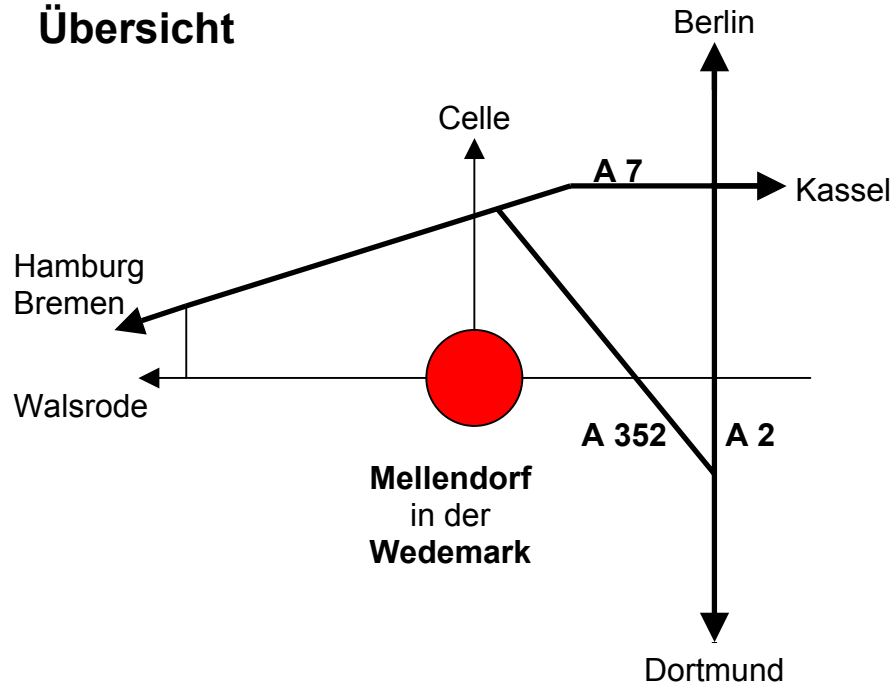 Übersicht
Berlin
Celle
A 7
Kassel
Hamburg
Bremen
Walsrode
A 352
A 2
Mellendorf
in der
Wedemark
Dortmund